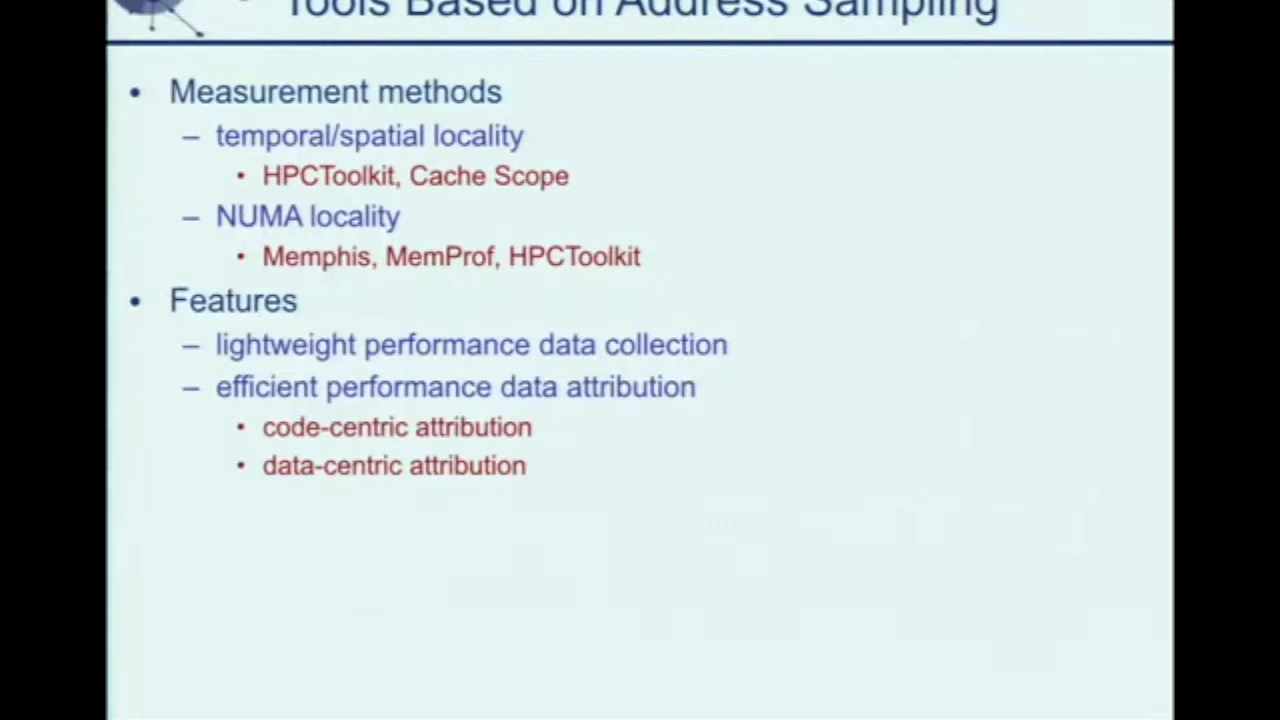 Tools Based on Address Sampling
• Measurement methods
– temporal/spatial locality
• HPCToolkit, Cache Scope
– NUMA locality
• Memphis, MemProf, HPCToolkit
• Features
– lightweight performance data collection
– efficient performance data attribution
• code-centric attribution
• data-centric attribution